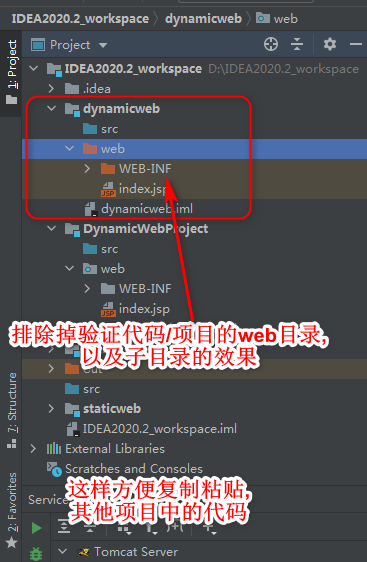 IDEA2020.2_workspace dynamicweb web
1: Project
Project
IDEA2020.2_workspace D:\IDEA2020.2_workspace
.idea
dynamicweb
src
web
WEB-INF
index.jsp
dynamicweb.iml
DynamicWebProject
src
web
WEB-INF
index.jsp
排除掉验证代码/项目的web目录,
以及子目录的效果
out
src
staticweb
IDEA2020.2_workspace.iml
External Libraries
Scratches and Consoles
这样方便复制粘贴,
其他项目中的代码
7: Structure
2: Favorites
Tomcat Server